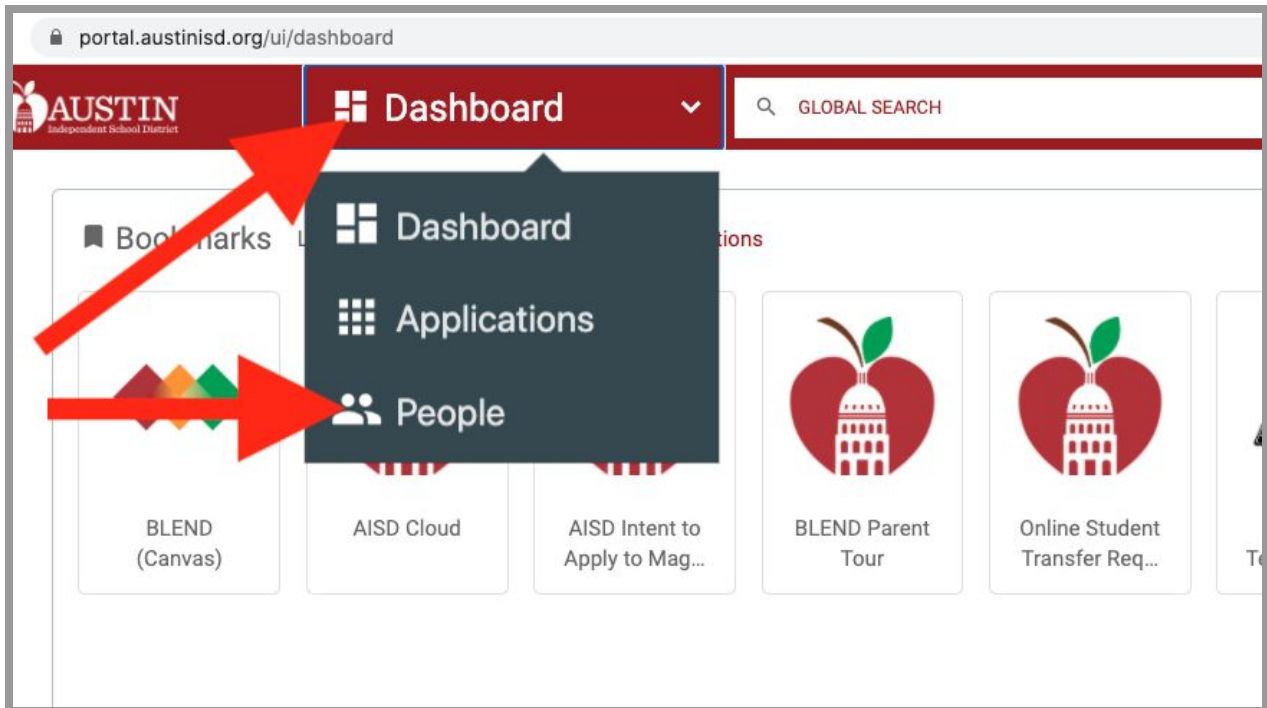 portal.austinisd.org/ui/dashboard
AUSTIN
Independent School District
Dashboard
GLOBAL SEARCH
Dashboard
Applications
People
Bookmarks
BLEND
(Canvas)
AISD Cloud
AISD Intent to
Apply to Mag...
BLEND Parent
Tour
Online Student
Transfer Req...